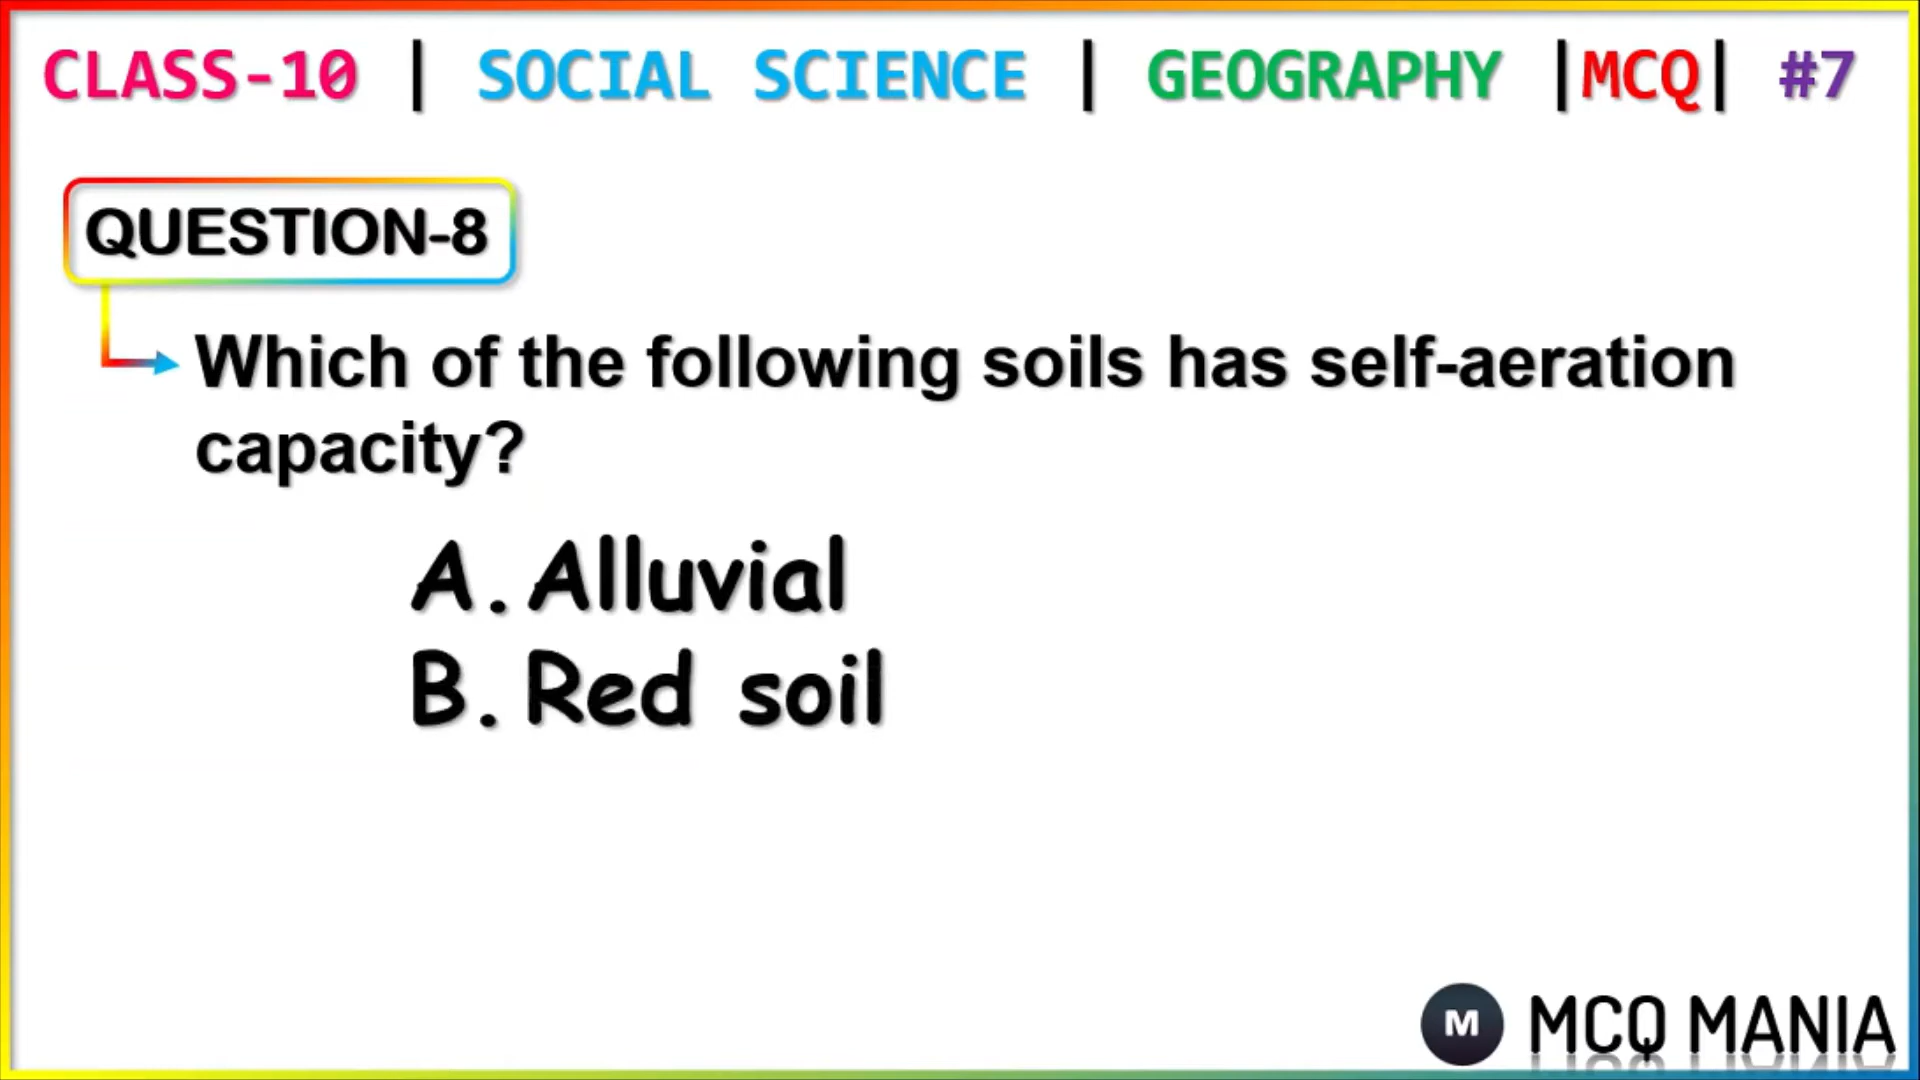 CLASS-10 | SOCIAL SCIENCE | GEOGRAPHY |MCQ| #7
QUESTION-8
Which of the following soils has self-aeration
capacity?
A. Alluvial
B. Red soil
M MCQ MANIA